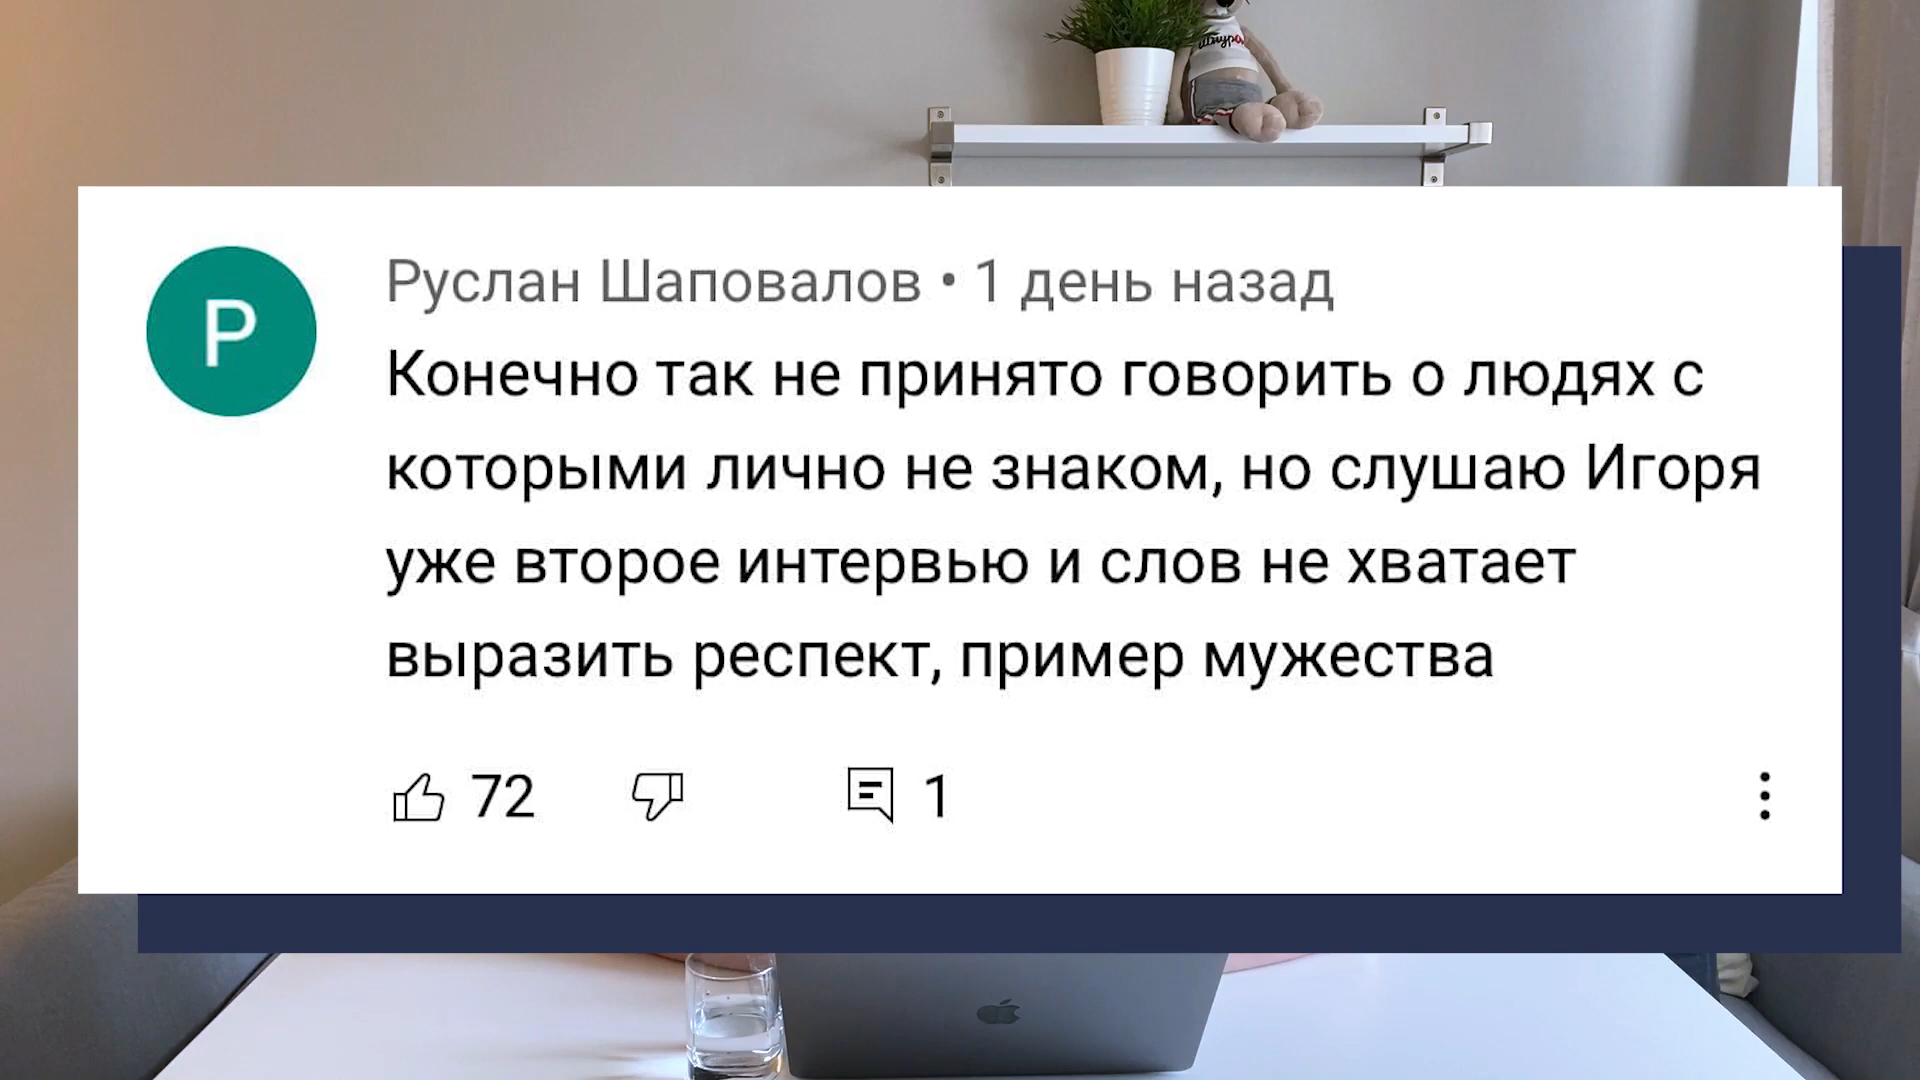 Р
Руслан Шаповалов • 1 день назад
Конечно так не принято говорить о людях с
которыми лично не знаком, но слушаю Игоря
уже второе интервью и слов не хватает
выразить респект, пример мужества
72 1